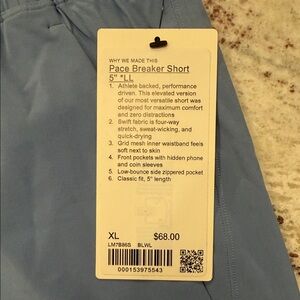 WHY WE MADE THIS
Pace Breaker Short
5" *LL
1. Athlete backed, performance
driven. This elevated version
of our most versatile short was
designed for maximum comfort
and zero distractions
2. Swift fabric is four-way
stretch, sweat-wicking, and
quick-drying
3. Grid mesh inner waistband feels
soft next to skin
4. Front pockets with hidden phone
and coin sleeves
5. Low-bounce side zippered pocket
6. Classic fit, 5" length
XL $68.00
LM7B86S BLWL
000153975543